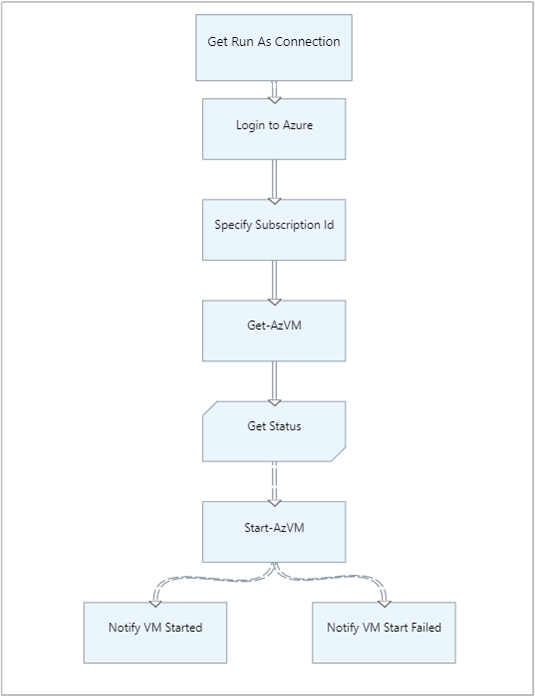 Get Run As Connection
Login to Azure
Specify Subscription Id
Get-AzVM
Get Status
Start-AzVM
Notify VM Started
Notify VM Start Failed